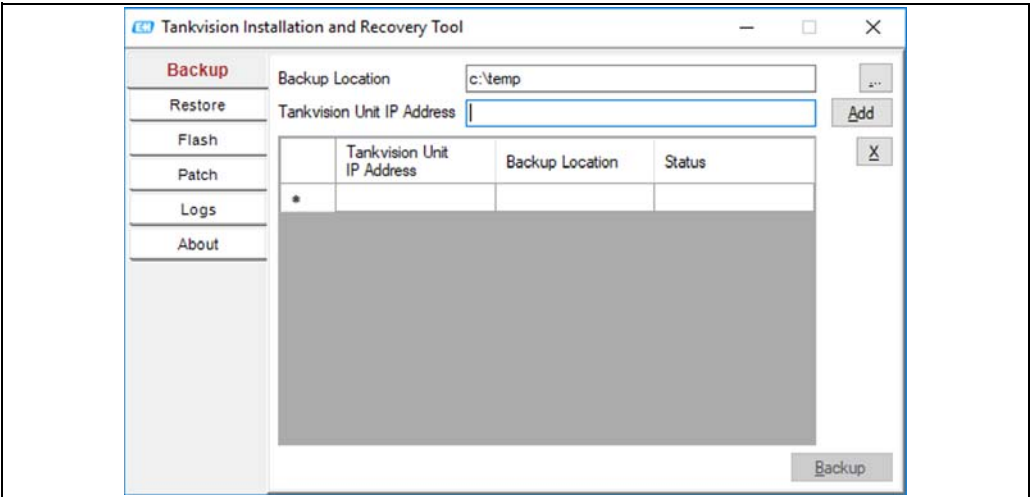 EH Tankvision Installation and Recovery Tool
Backup
Restore
Flash
Patch
Logs
About
Backup Location c:\temp ...
Tankvision Unit IP Address Add
X
Tankvision Unit
IP Address Backup Location Status
*
Backup